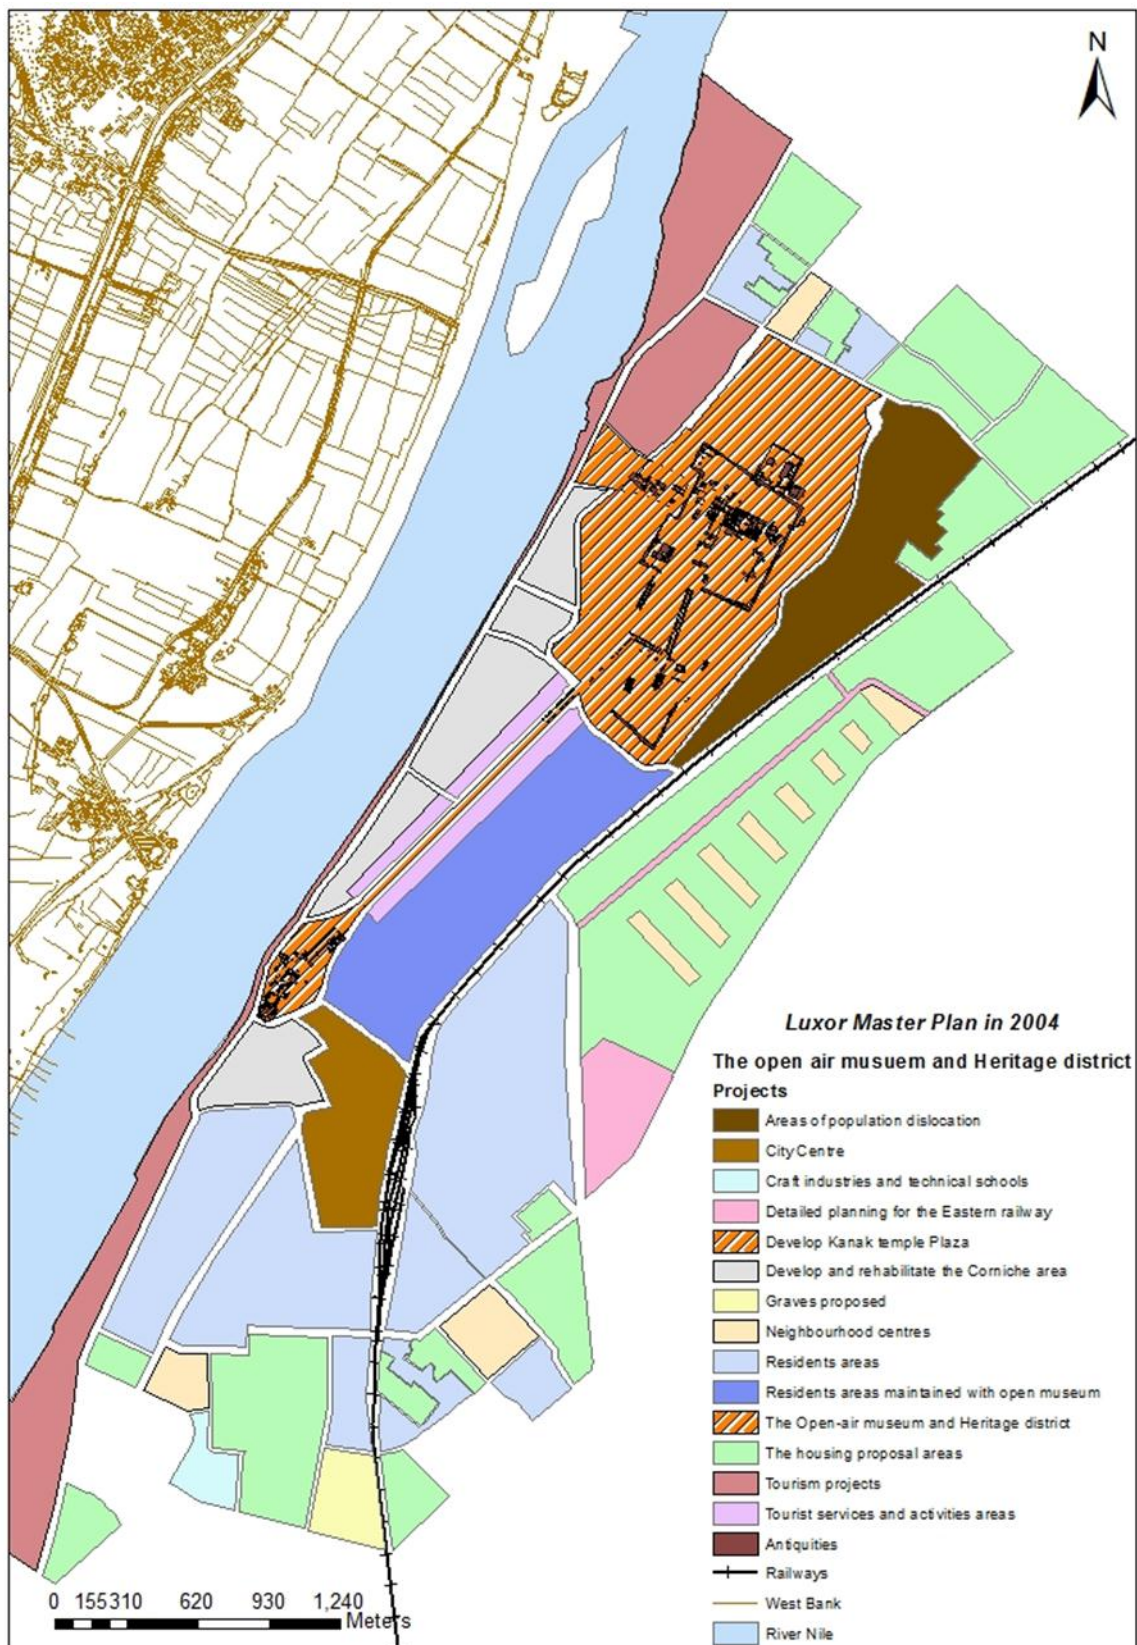 N
Luxor Master Plan in 2004
The open air musuem and Heritage district
Projects
Areas of population dislocation
City Centre
Craft industries and technical schools
Detailed planning for the Eastern railway
Develop Kanak temple Plaza
Develop and rehabilitate the Corniche area
Graves proposed
Neighbourhood centres
Residents areas
Residents areas maintained with open museum
The Open-air museum and Heritage district
The housing proposal areas
Tourism projects
Tourist services and activities areas
Antiquities
Railways
West Bank
River Nile
0 155 310 620 930 1,240
Meters